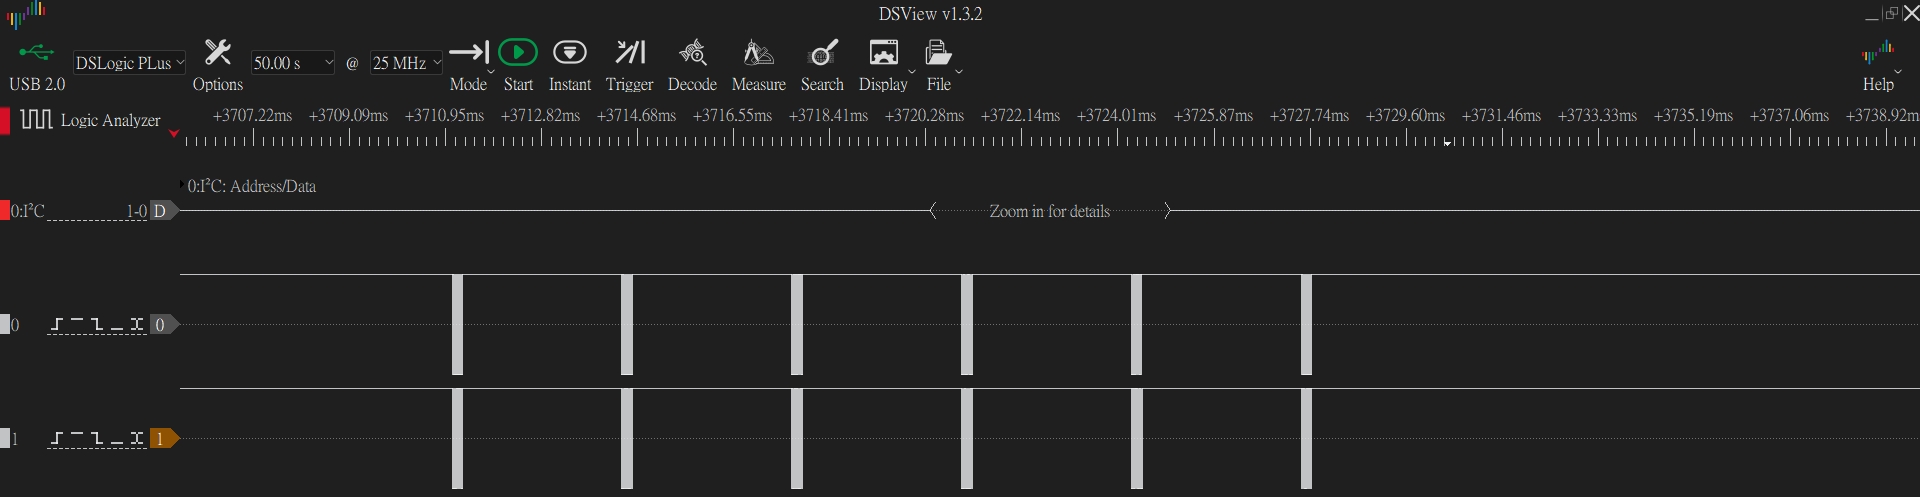 DSView v1.3.2
USB 2.0
DSLogic PLus
Options
50.00 s @ 25 MHz
Mode Start Instant Trigger Decode Measure Search Display File Help
Logic Analyzer
+3707.22ms +3709.09ms +3710.95ms +3712.82ms +3714.68ms +3716.55ms +3718.41ms +3720.28ms +3722.14ms +3724.01ms +3725.87ms +3727.74ms +3729.60ms +3731.46ms +3733.33ms +3735.19ms +3737.06ms +3738.92m
0:I²C: Address/Data
0:I²C 1-0 D Zoom in for details
0 0
1 1